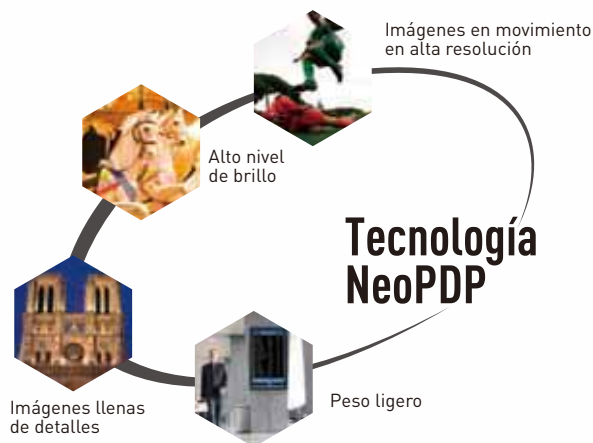 Imágenes en movimiento
en alta resolución
Alto nivel
de brillo
Tecnología
NeoPDP
Peso ligero
Imágenes llenas
de detalles